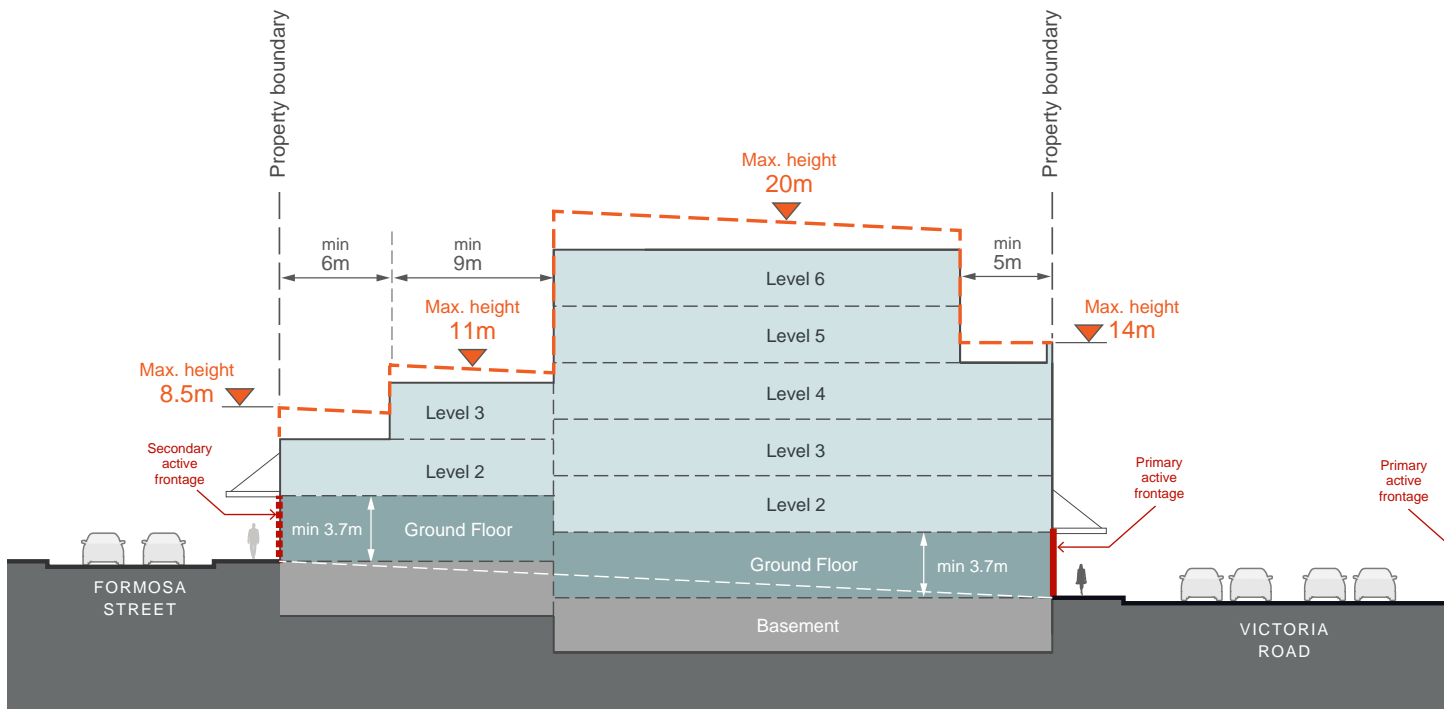 Property boundary
Property boundary
Max. height
20m
min
6m
min
9m
min
5m
Level 6
Max. height
11m
Max. height
14m
Level 5
Max. height
8.5m
Level 4
Level 3
Level 3
Secondary
active
frontage
Level 2
Primary
active
frontage
Primary
active
frontage
Level 2
min 3.7m
Ground Floor
Ground Floor
min 3.7m
FORMOSA
STREET
Basement
VICTORIA
ROAD